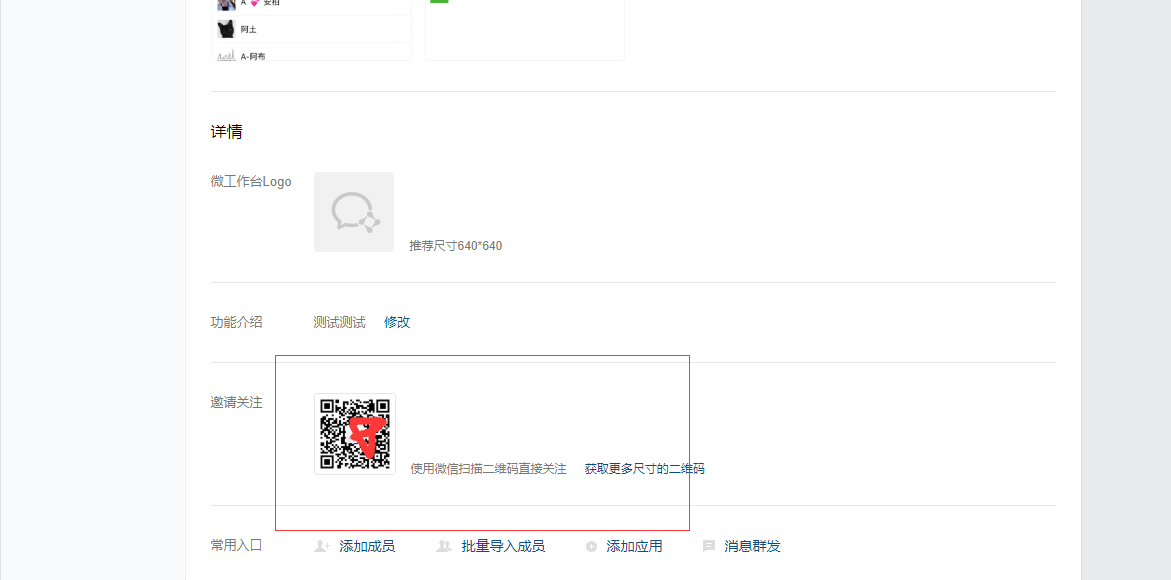 A 安柏
阿土
A-阿布
详情
微工作台Logo
推荐尺寸640*640
功能介绍 测试测试 修改
邀请关注
使用微信扫描二维码直接关注 获取更多尺寸的二维码
常用入口 添加成员 批量导入成员 添加应用 消息群发